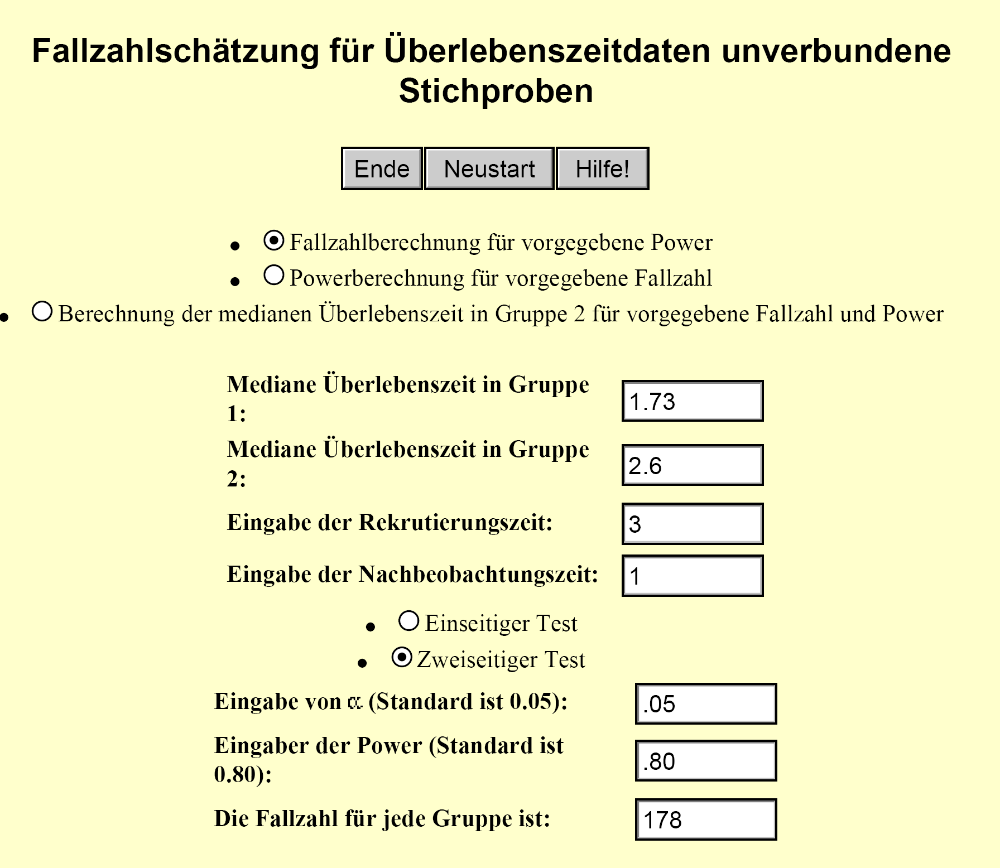 Fallzahlschätzung für Überlebenszeitdaten unverbundene
Stichproben
Ende Neustart Hilfe!
Fallzahlberechnung für vorgegebene Power
Powerberechnung für vorgegebene Fallzahl
Berechnung der medianen Überlebenszeit in Gruppe 2 für vorgegebene Fallzahl und Power
Mediane Überlebenszeit in Gruppe
1:
1.73
Mediane Überlebenszeit in Gruppe
2:
2.6
Eingabe der Rekrutierungszeit: 3
Eingabe der Nachbeobachtungszeit: 1
Einseitiger Test
Zweiseitiger Test
Eingabe von α (Standard ist 0.05): .05
Eingaber der Power (Standard ist
0.80):
.80
Die Fallzahl für jede Gruppe ist: 178